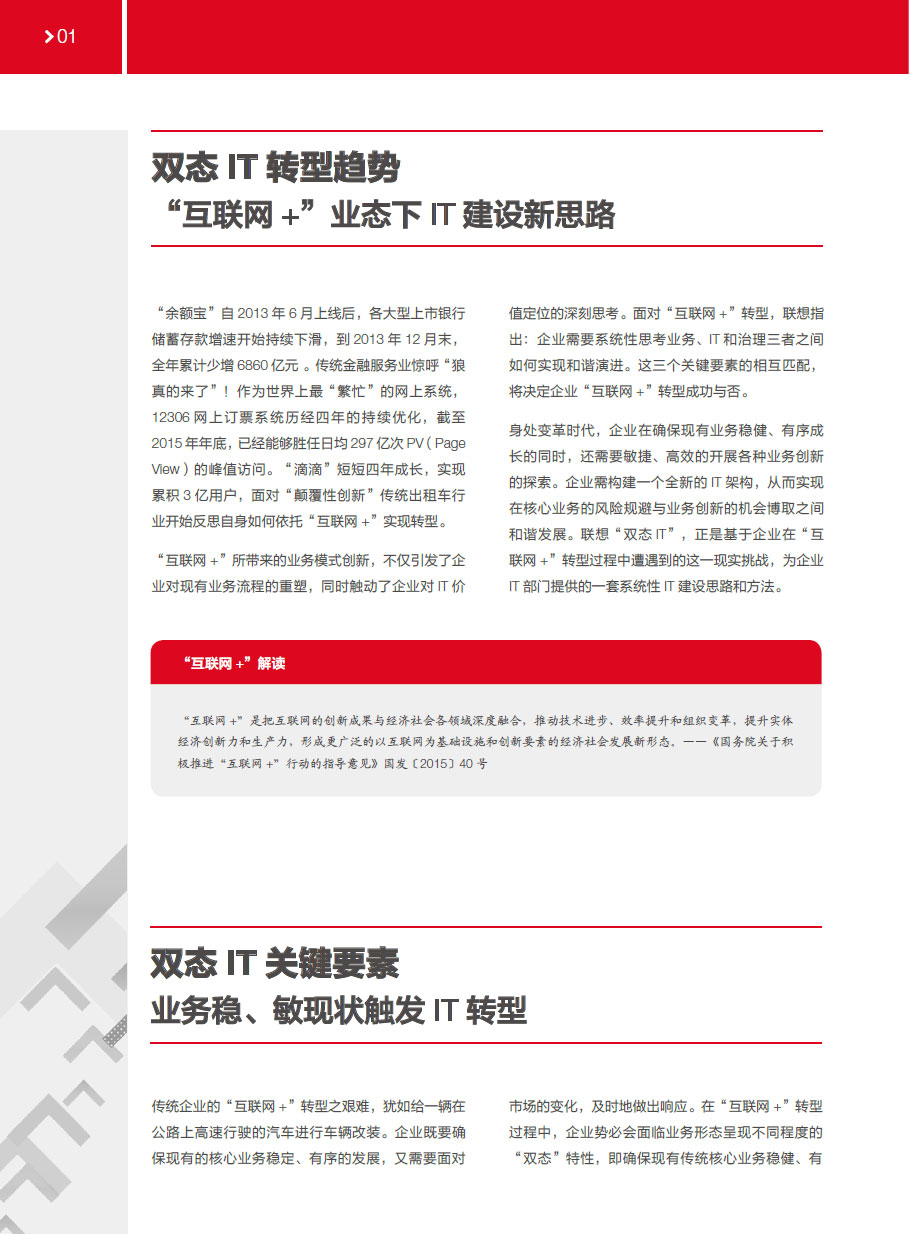 01
双态 IT 转型趋势
“互联网 +”业态下 IT 建设新思路
“余额宝”自 2013 年 6 月上线后，各大型上市银行
储蓄存款增速开始持续下滑，到 2013 年 12 月末，
全年累计少增 6860 亿元 。传统金融服务业惊呼“狼
真的来了”！作为世界上最“繁忙”的网上系统，
12306 网上订票系统历经四年的持续优化，截至
2015 年年底，已经能够胜任日均 297 亿次 PV（ Page
View ）的峰值访问。“滴滴”短短四年成长，实现
累积 3 亿用户，面对“颠覆性创新”传统出租车行
业开始反思自身如何依托“互联网 +”实现转型。
“互联网 +”所带来的业务模式创新，不仅引发了企
业对现有业务流程的重塑，同时触动了企业对 IT 价
值定位的深刻思考。面对“互联网 +”转型，联想指
出：企业需要系统性思考业务、IT 和治理三者之间
如何实现和谐演进。这三个关键要素的相互匹配，
将决定企业“互联网 +”转型成功与否。
身处变革时代，企业在确保现有业务稳健、有序成
长的同时，还需要敏捷、高效的开展各种业务创新
的探索。企业需构建一个全新的 IT 架构，从而实现
在核心业务的风险规避与业务创新的机会博取之间
和谐发展。联想“双态 IT”，正是基于企业在“互
联网 +”转型过程中遭遇到的这一现实挑战，为企业
IT 部门提供的一套系统性 IT 建设思路和方法。
“互联网 +”解读
“互联网 +”是把互联网的创新成果与经济社会各领域深度融合，推动技术进步、效率提升和组织变革，提升实体
经济创新力和生产力，形成更广泛的以互联网为基础设施和创新要素的经济社会发展新形态。——《国务院关于积
极推进“互联网 +”行动的指导意见》国发〔2015〕40 号
双态 IT 关键要素
业务稳、敏现状触发 IT 转型
传统企业的“互联网 +”转型之艰难，犹如给一辆在
公路上高速行驶的汽车进行车辆改装。企业既要确
保现有的核心业务稳定、有序的发展，又需要面对
市场的变化，及时地做出响应。在“互联网 +”转型
过程中，企业势必会面临业务形态呈现不同程度的
“双态”特性，即确保现有传统核心业务稳健、有